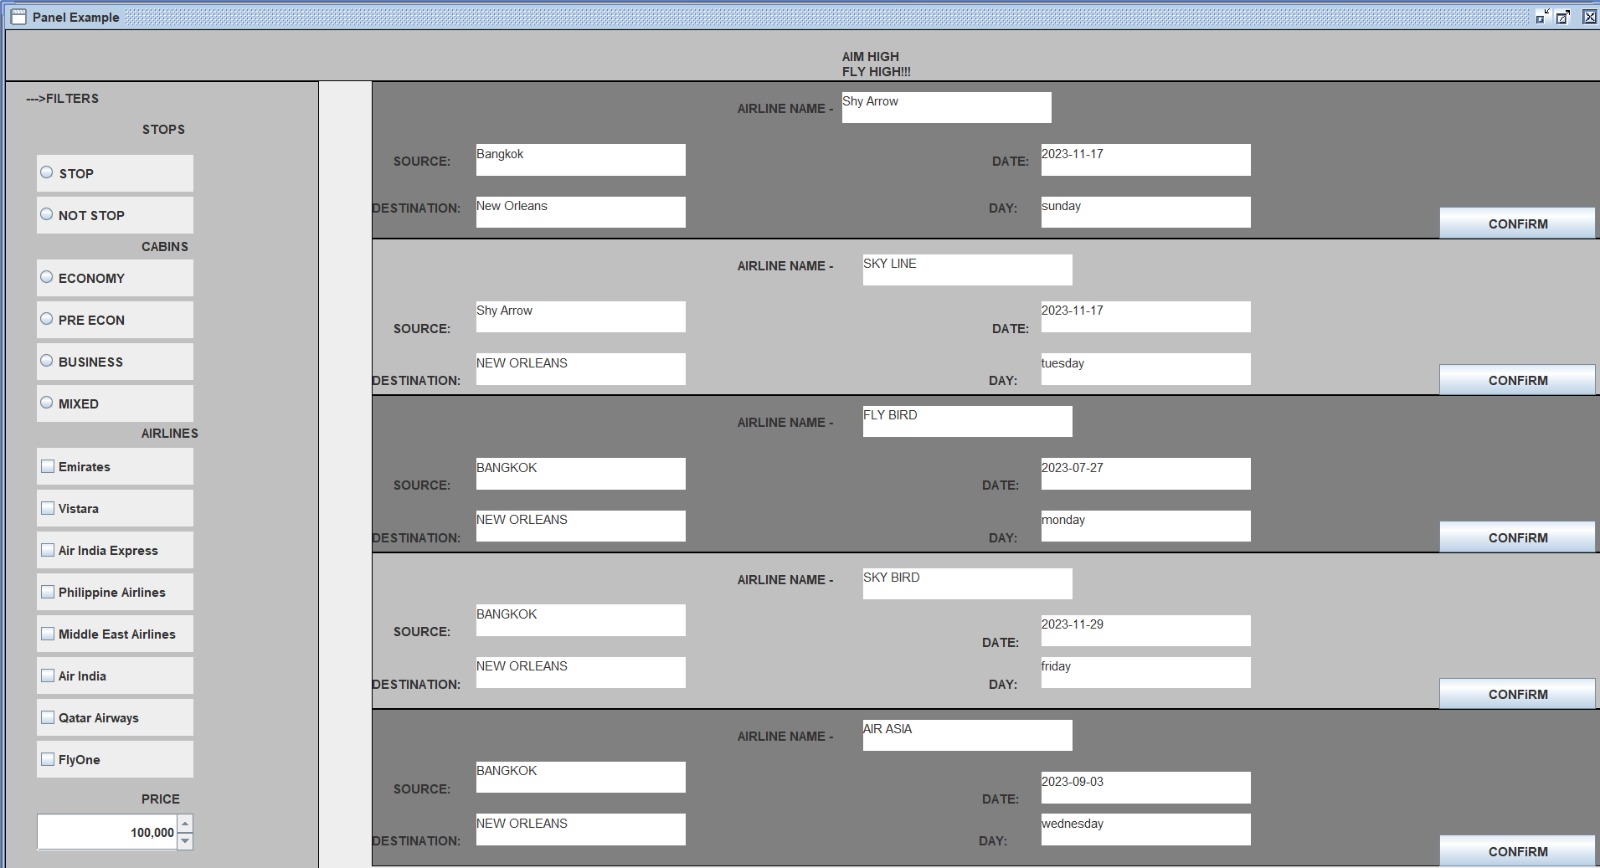 Panel Example
AIM HIGH
FLY HIGH!!!
--->FILTERS
STOPS
STOP
NOT STOP
CABINS
ECONOMY
PRE ECON
BUSINESS
MIXED
AIRLINES
Emirates
Vistara
Air India Express
Philippine Airlines
Middle East Airlines
Air India
Qatar Airways
FlyOne
PRICE
100,000
AIRLINE NAME - Shy Arrow
SOURCE: Bangkok DATE: 2023-11-17
DESTINATION: New Orleans DAY: sunday
CONFiRM
AIRLINE NAME - SKY LINE
SOURCE: Shy Arrow DATE: 2023-11-17
DESTINATION: NEW ORLEANS DAY: tuesday
CONFiRM
AIRLINE NAME - FLY BIRD
SOURCE: BANGKOK DATE: 2023-07-27
DESTINATION: NEW ORLEANS DAY: monday
CONFiRM
AIRLINE NAME - SKY BIRD
SOURCE: BANGKOK DATE: 2023-11-29
DESTINATION: NEW ORLEANS DAY: friday
CONFiRM
AIRLINE NAME - AIR ASIA
SOURCE: BANGKOK DATE: 2023-09-03
DESTINATION: NEW ORLEANS DAY: wednesday
CONFiRM